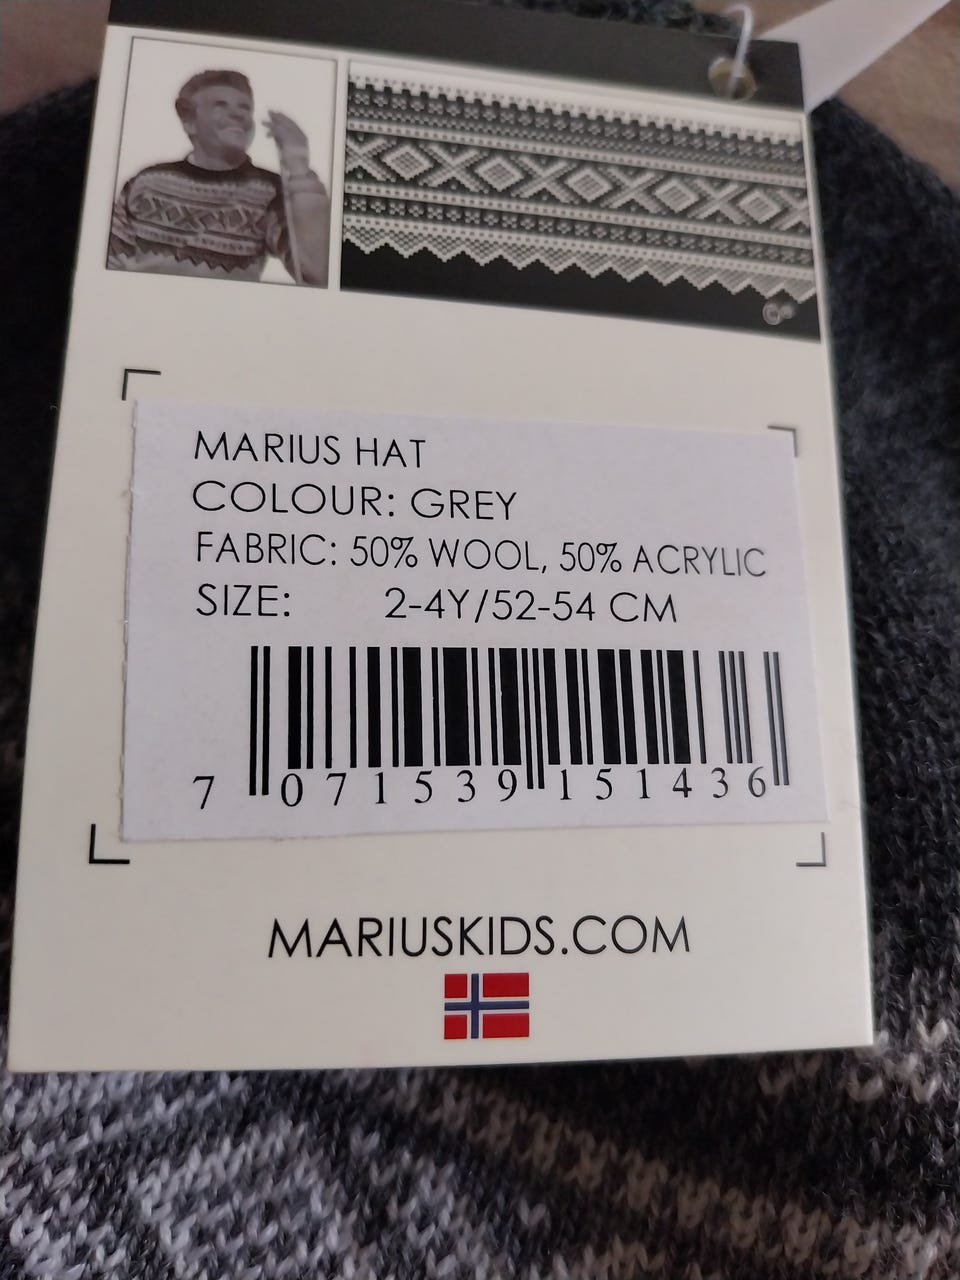 MARIUS HAT
COLOUR: GREY
FABRIC: 50% WOOL, 50% ACRYLIC
SIZE: 2-4Y/52-54 CM
7 071539 151436
MARIUSKIDS.COM